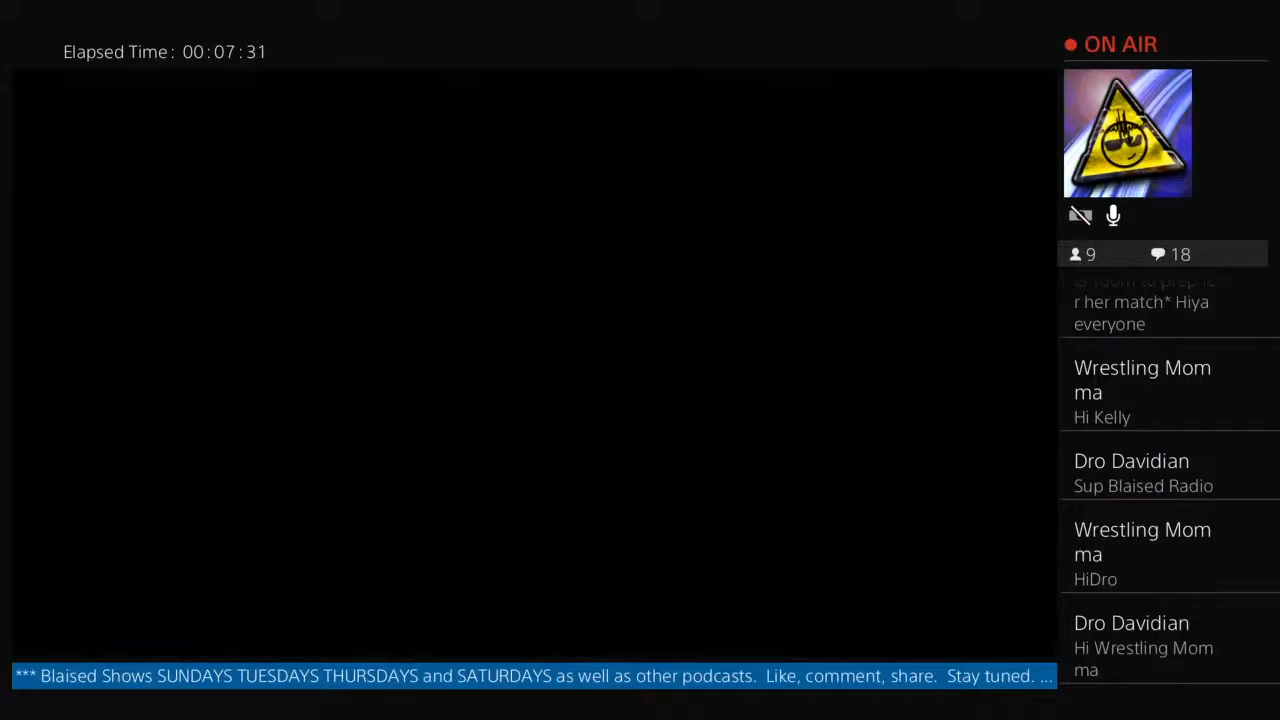 Elapsed Time: 00:07:31
ON AIR
9 18
r her match* Hiya
everyone
Wrestling Mom
ma
Hi Kelly
Dro Davidian
Sup Blaised Radio
Wrestling Mom
ma
HiDro
Dro Davidian
Hi Wrestling Mom
ma
*** Blaised Shows SUNDAYS TUESDAYS THURSDAYS and SATURDAYS as well as other podcasts. Like, comment, share. Stay tuned. ...